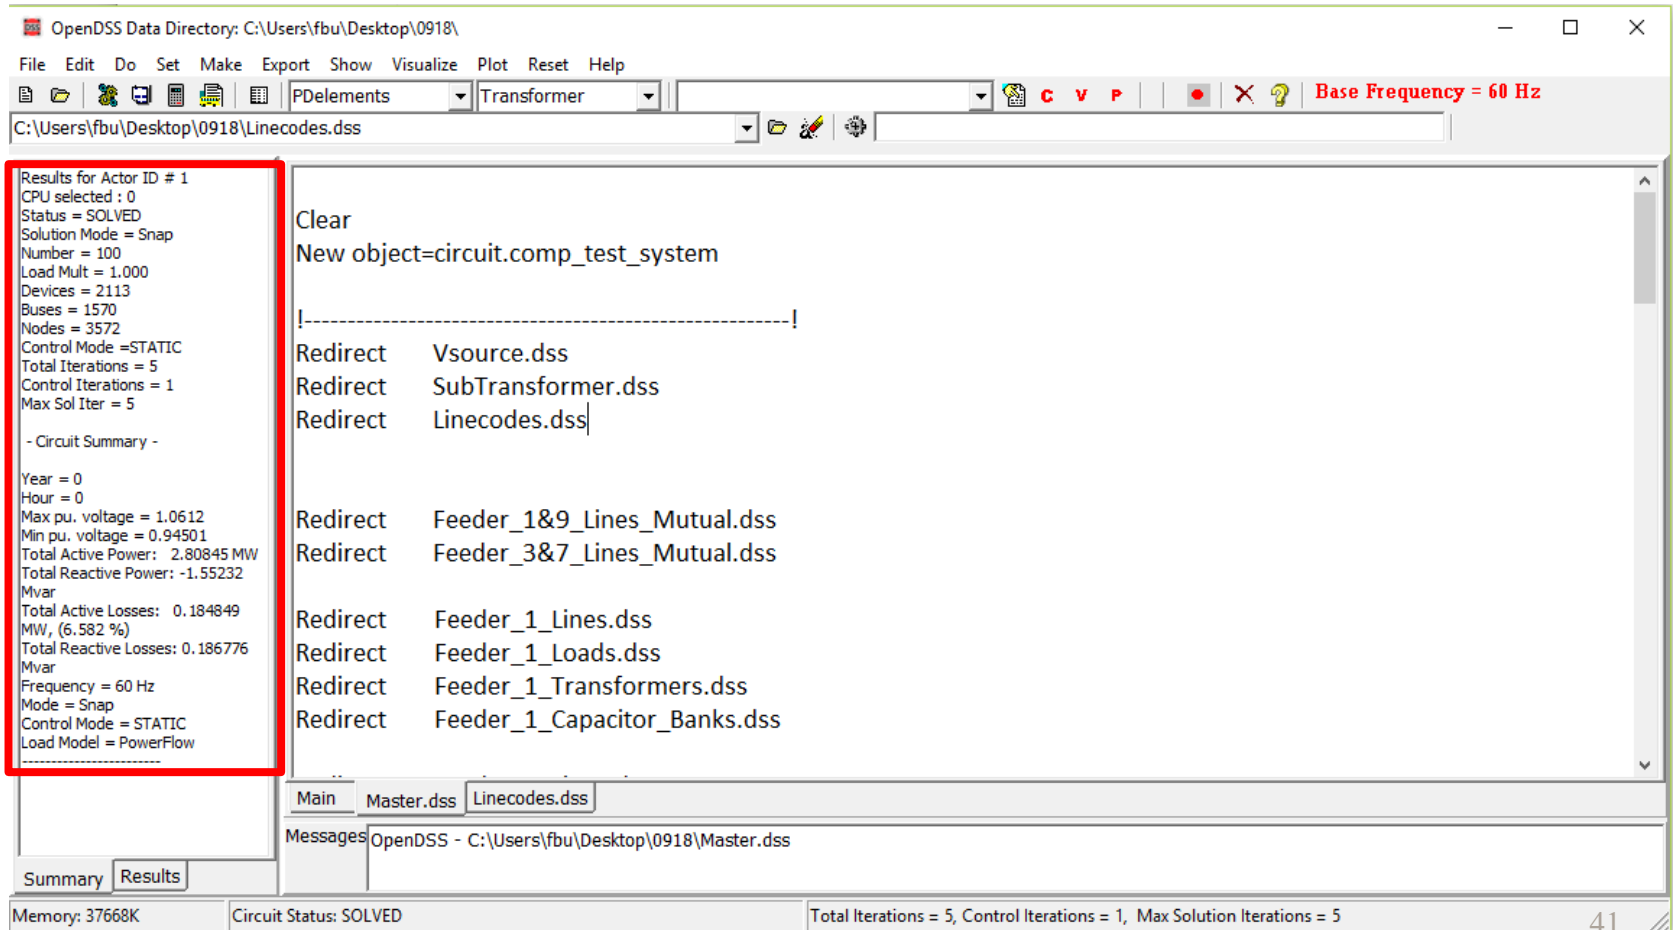 OpenDSS Data Directory: C:\Users\fbu\Desktop\0918\
File Edit Do Set Make Export Show Visualize Plot Reset Help
PDelements Transformer C V P Base Frequency = 60 Hz
C:\Users\fbu\Desktop\0918\Linecodes.dss
Results for Actor ID # 1
CPU selected : 0
Status = SOLVED
Solution Mode = Snap
Number = 100
Load Mult = 1.000
Devices = 2113
Buses = 1570
Nodes = 3572
Control Mode =STATIC
Total Iterations = 5
Control Iterations = 1
Max Sol Iter = 5
- Circuit Summary -
Year = 0
Hour = 0
Max pu. voltage = 1.0612
Min pu. voltage = 0.94501
Total Active Power: 2.80845 MW
Total Reactive Power: -1.55232
Mvar
Total Active Losses: 0.184849
MW, (6.582 %)
Total Reactive Losses: 0.186776
Mvar
Frequency = 60 Hz
Mode = Snap
Control Mode = STATIC
Load Model = PowerFlow
------------------------
Summary Results
Clear
New object=circuit.comp_test_system
!--------------------------------------------------------!
Redirect Vsource.dss
Redirect SubTransformer.dss
Redirect Linecodes.dss
Redirect Feeder_1&9_Lines_Mutual.dss
Redirect Feeder_3&7_Lines_Mutual.dss
Redirect Feeder_1_Lines.dss
Redirect Feeder_1_Loads.dss
Redirect Feeder_1_Transformers.dss
Redirect Feeder_1_Capacitor_Banks.dss
Main Master.dss Linecodes.dss
Messages OpenDSS - C:\Users\fbu\Desktop\0918\Master.dss
Memory: 37668K Circuit Status: SOLVED Total Iterations = 5, Control Iterations = 1, Max Solution Iterations = 5
41